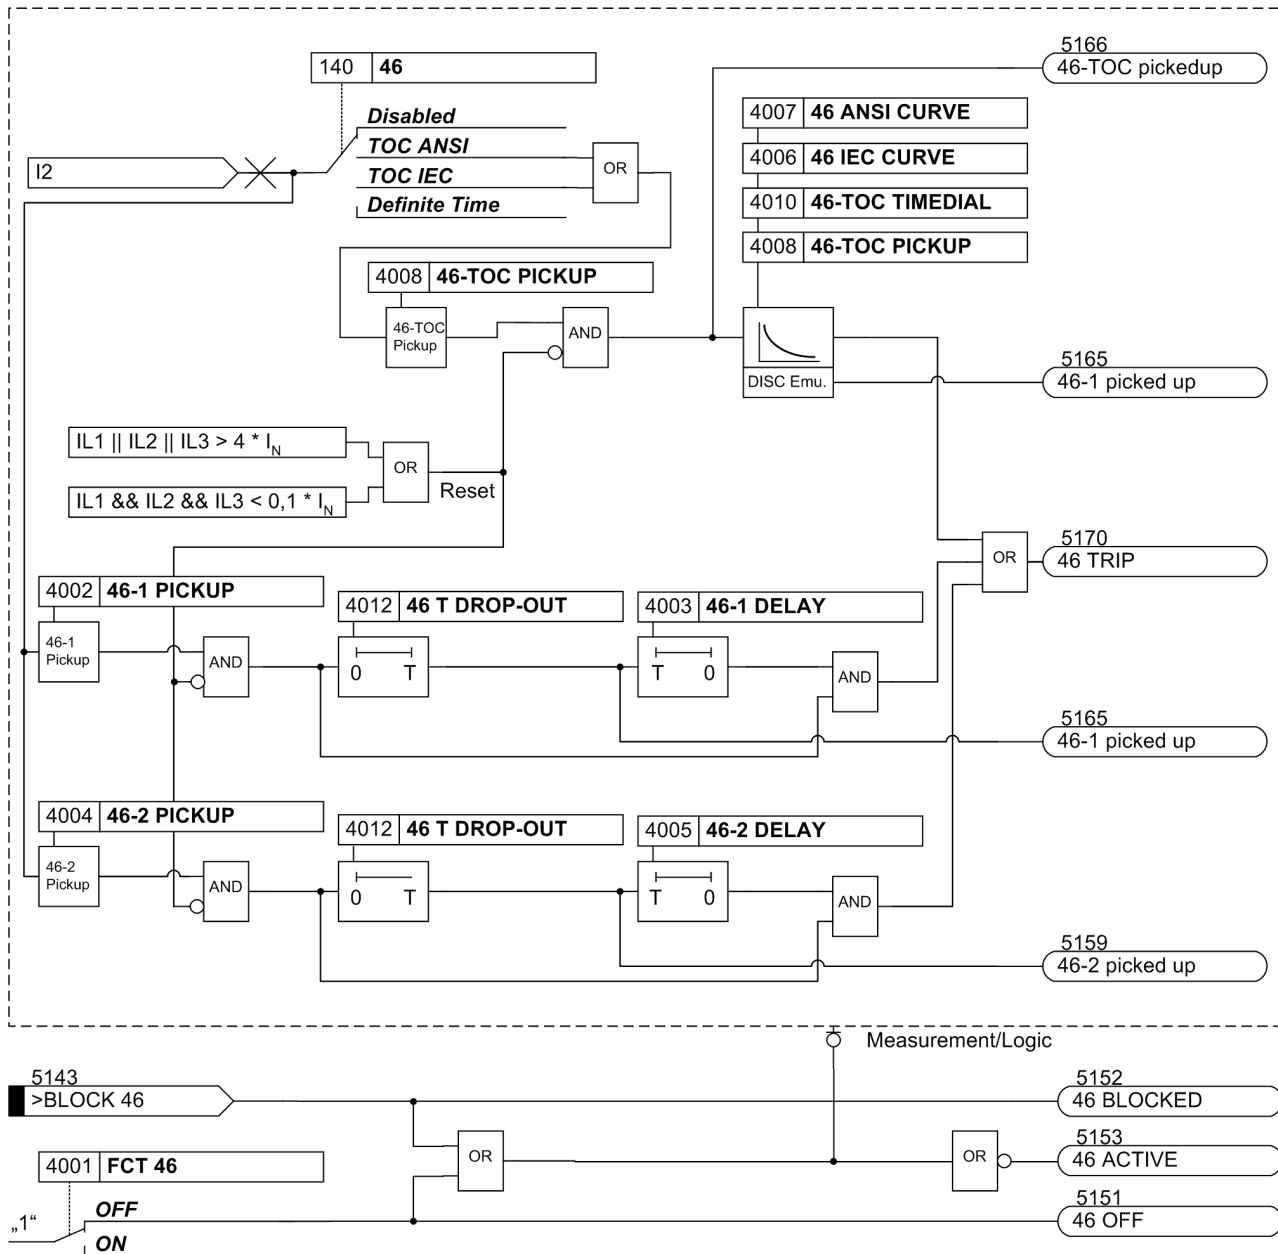 5166
140 46
46-TOC pickedup
4007 46 ANSI CURVE
Disabled
TOC ANSI
4006 46 IEC CURVE
I2
OR
TOC IEC
4010 46-TOC TIMEDIAL
Definite Time
4008 46-TOC PICKUP
4008 46-TOC PICKUP
46-TOC
Pickup
AND
5165
DISC Emu.
46-1 picked up
IL1 || IL2 || IL3 > 4 * IN
OR
Reset
IL1 && IL2 && IL3 < 0,1 * IN
5170
OR
46 TRIP
4002 46-1 PICKUP
4012 46 T DROP-OUT
4003 46-1 DELAY
46-1
Pickup
AND
0 T
T 0
AND
5165
46-1 picked up
4004 46-2 PICKUP
4012 46 T DROP-OUT
4005 46-2 DELAY
46-2
Pickup
AND
0 T
T 0
AND
5159
46-2 picked up
Measurement/Logic
5143
>BLOCK 46
5152
46 BLOCKED
5153
OR
OR
46 ACTIVE
4001 FCT 46
5151
OFF
46 OFF
„1“
ON